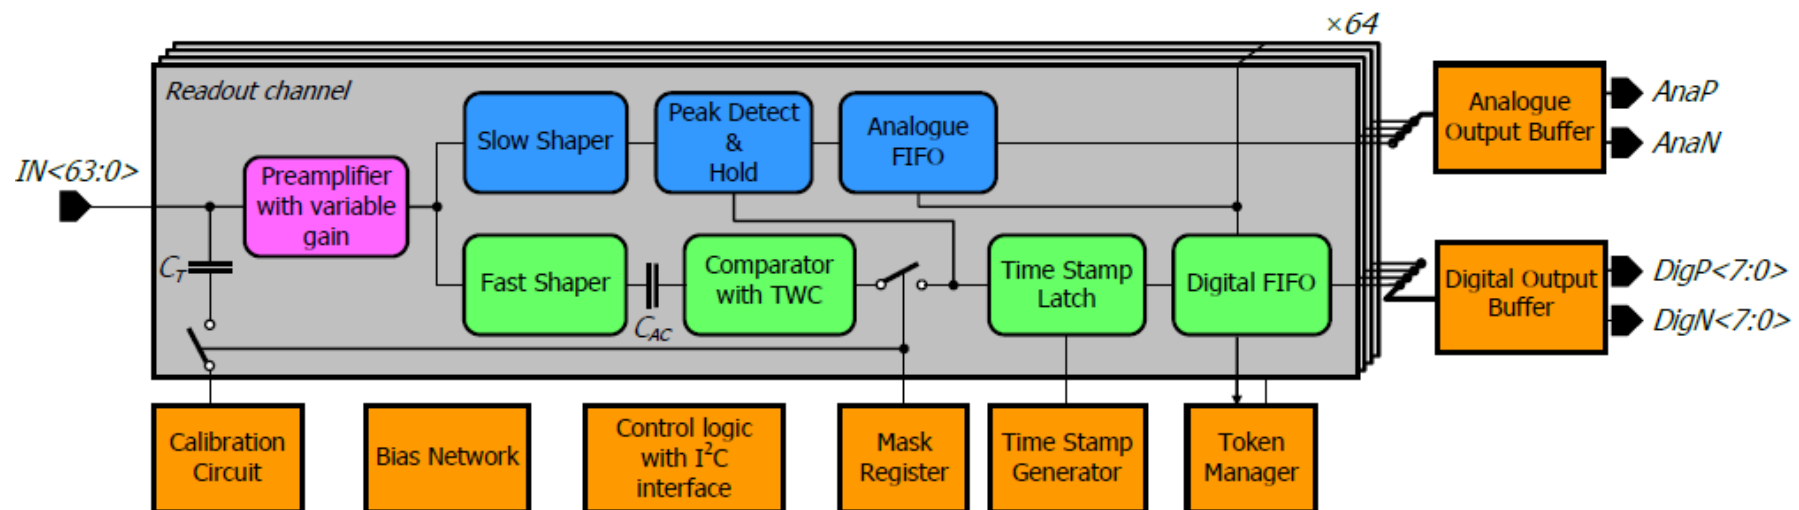 ×64
Readout channel
IN<63:0>
Preamplifier
with variable
gain
C_T
Slow Shaper
Peak Detect
&
Hold
Analogue
FIFO
Fast Shaper
C_AC
Comparator
with TWC
Time Stamp
Latch
Digital FIFO
Analogue
Output Buffer
AnaP
AnaN
Digital Output
Buffer
DigP<7:0>
DigN<7:0>
Calibration
Circuit
Bias Network
Control logic
with I²C
interface
Mask
Register
Time Stamp
Generator
Token
Manager